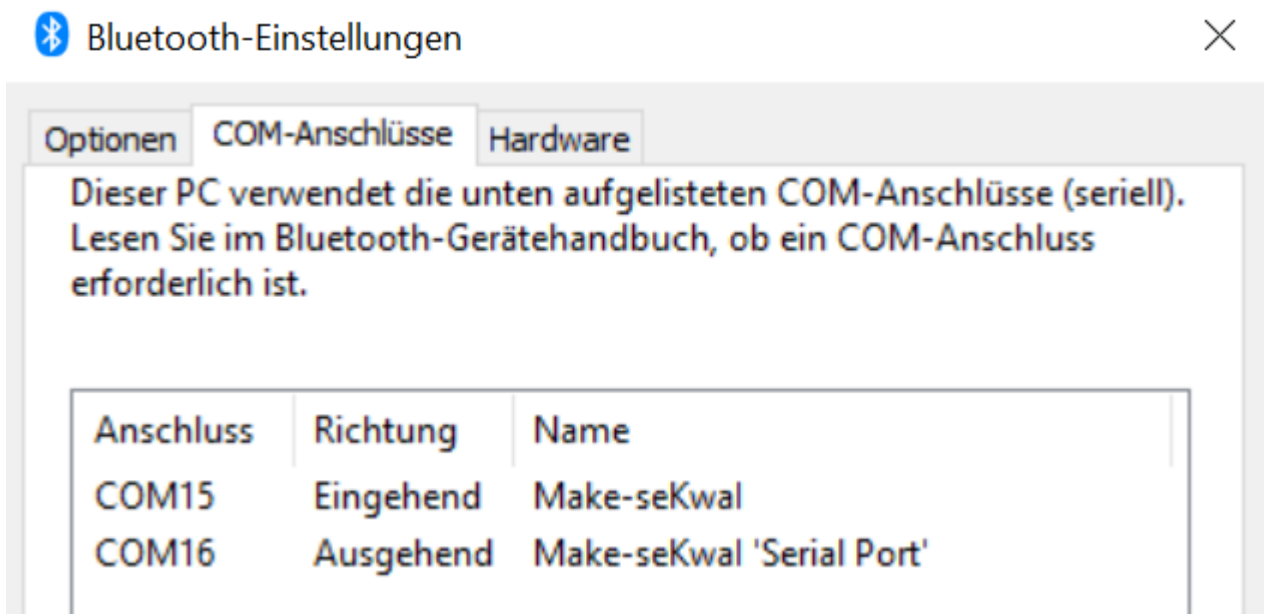 Bluetooth-Einstellungen
Optionen COM-Anschlüsse Hardware
Dieser PC verwendet die unten aufgelisteten COM-Anschlüsse (seriell).
Lesen Sie im Bluetooth-Gerätehandbuch, ob ein COM-Anschluss
erforderlich ist.
Anschluss Richtung Name
COM15 Eingehend Make-seKwal
COM16 Ausgehend Make-seKwal 'Serial Port'